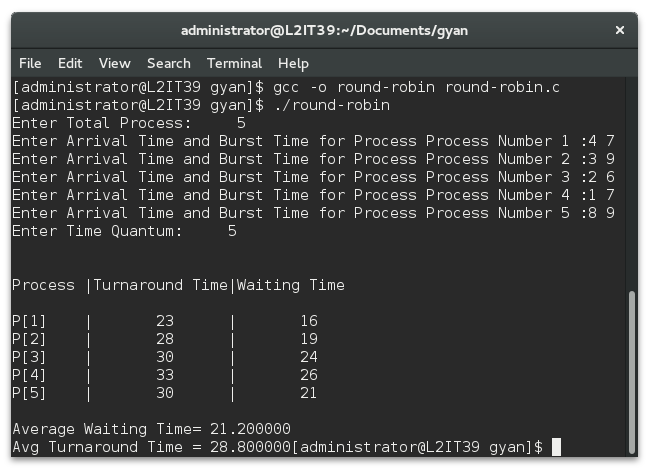 administrator@L2IT39:~/Documents/gyan ×
File Edit View Search Terminal Help
[administrator@L2IT39 gyan]$ gcc -o round-robin round-robin.c
[administrator@L2IT39 gyan]$ ./round-robin
Enter Total Process:     5
Enter Arrival Time and Burst Time for Process Process Number 1 :4 7
Enter Arrival Time and Burst Time for Process Process Number 2 :3 9
Enter Arrival Time and Burst Time for Process Process Number 3 :2 6
Enter Arrival Time and Burst Time for Process Process Number 4 :1 7
Enter Arrival Time and Burst Time for Process Process Number 5 :8 9
Enter Time Quantum:     5
Process |Turnaround Time|Waiting Time
P[1]    |       23      |       16
P[2]    |       28      |       19
P[3]    |       30      |       24
P[4]    |       33      |       26
P[5]    |       30      |       21
Average Waiting Time= 21.200000
Avg Turnaround Time = 28.800000[administrator@L2IT39 gyan]$